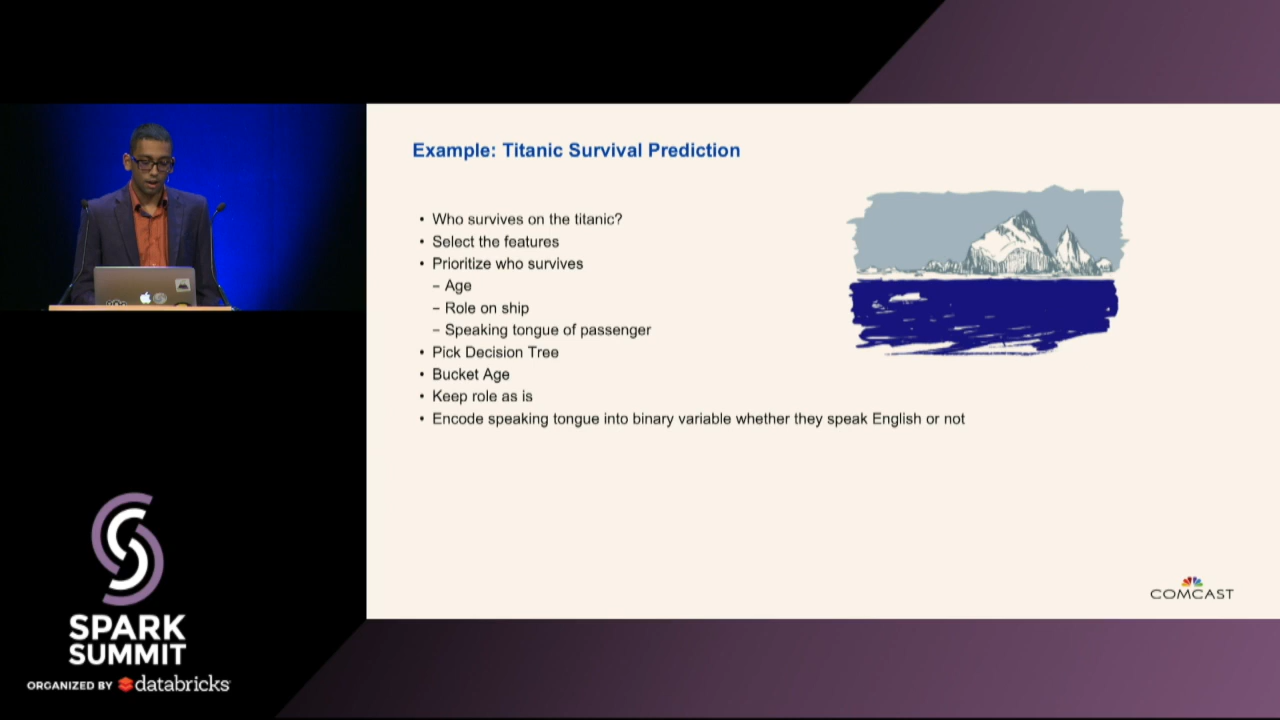 Example: Titanic Survival Prediction
• Who survives on the titanic?
• Select the features
• Prioritize who survives
– Age
– Role on ship
– Speaking tongue of passenger
• Pick Decision Tree
• Bucket Age
• Keep role as is
• Encode speaking tongue into binary variable whether they speak English or not
COMCAST
SPARK
SUMMIT
ORGANIZED BY databricks